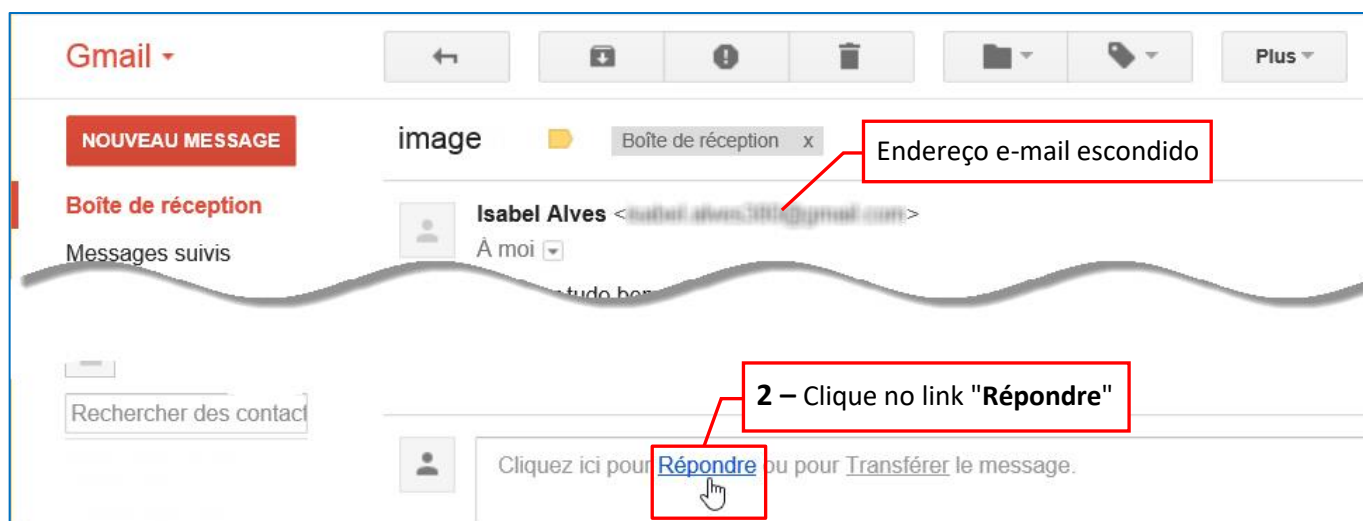 Gmail
Plus
NOUVEAU MESSAGE
image
Boîte de réception x
Endereço e-mail escondido
Boîte de réception
Isabel Alves < >
Messages suivis
À moi
tudo
2 – Clique no link "Répondre"
Rechercher des contact
Cliquez ici pour Répondre ou pour Transférer le message.